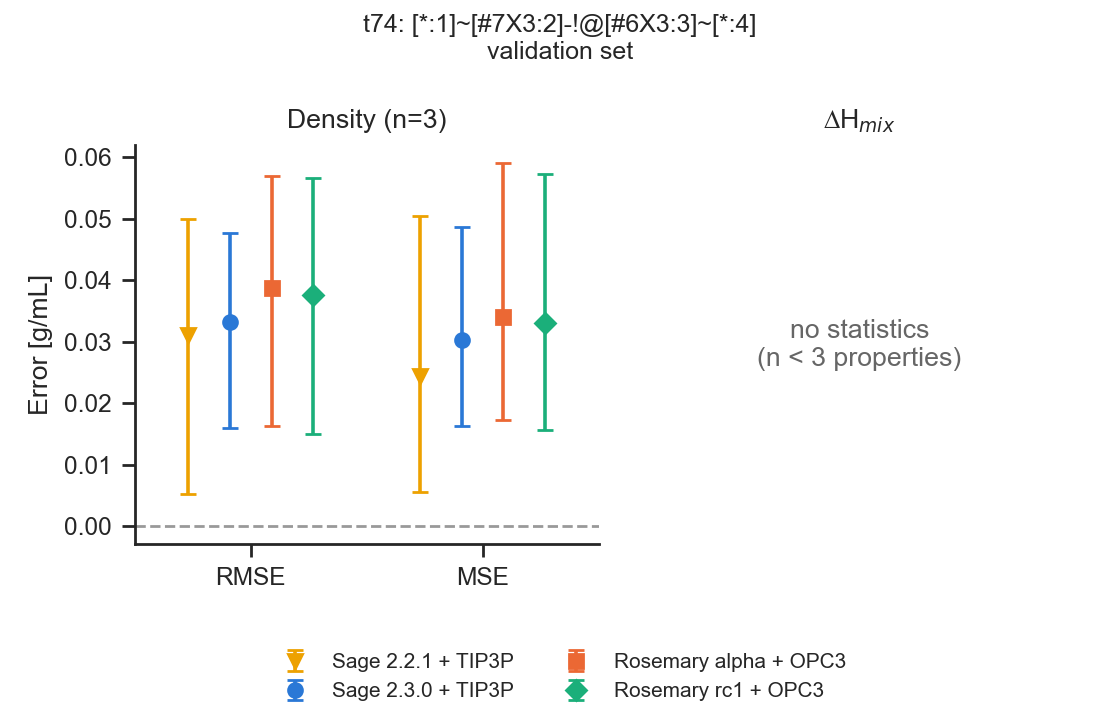 t74: [*:1]~[#7X3:2]-!@[#6X3:3]~[*:4]
validation set
Density (n=3)
ΔH_mix
Error [g/mL]
0.06
0.05
0.04
0.03
0.02
0.01
0.00
RMSE
MSE
no statistics
(n < 3 properties)
Sage 2.2.1 + TIP3P
Sage 2.3.0 + TIP3P
Rosemary alpha + OPC3
Rosemary rc1 + OPC3